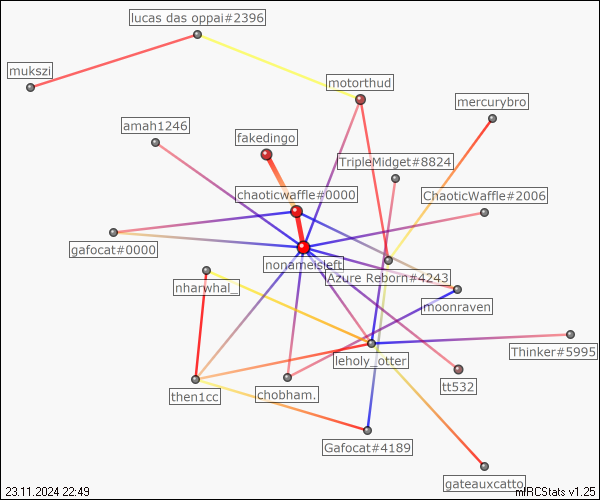 lucas das oppai#2396
mukszi
motorthud
mercurybro
amah1246
fakedingo
TripleMidget#8824
chaoticwaffle#0000
ChaoticWaffle#2006
gafocat#0000
nonameisleft
Azure Reborn#4243
nharwhal_
moonraven
Thinker#5995
leholy_otter
tt532
then1cc
chobham.
Gafocat#4189
gateauxcatto
23.11.2024 22:49
mIRCStats v1.25